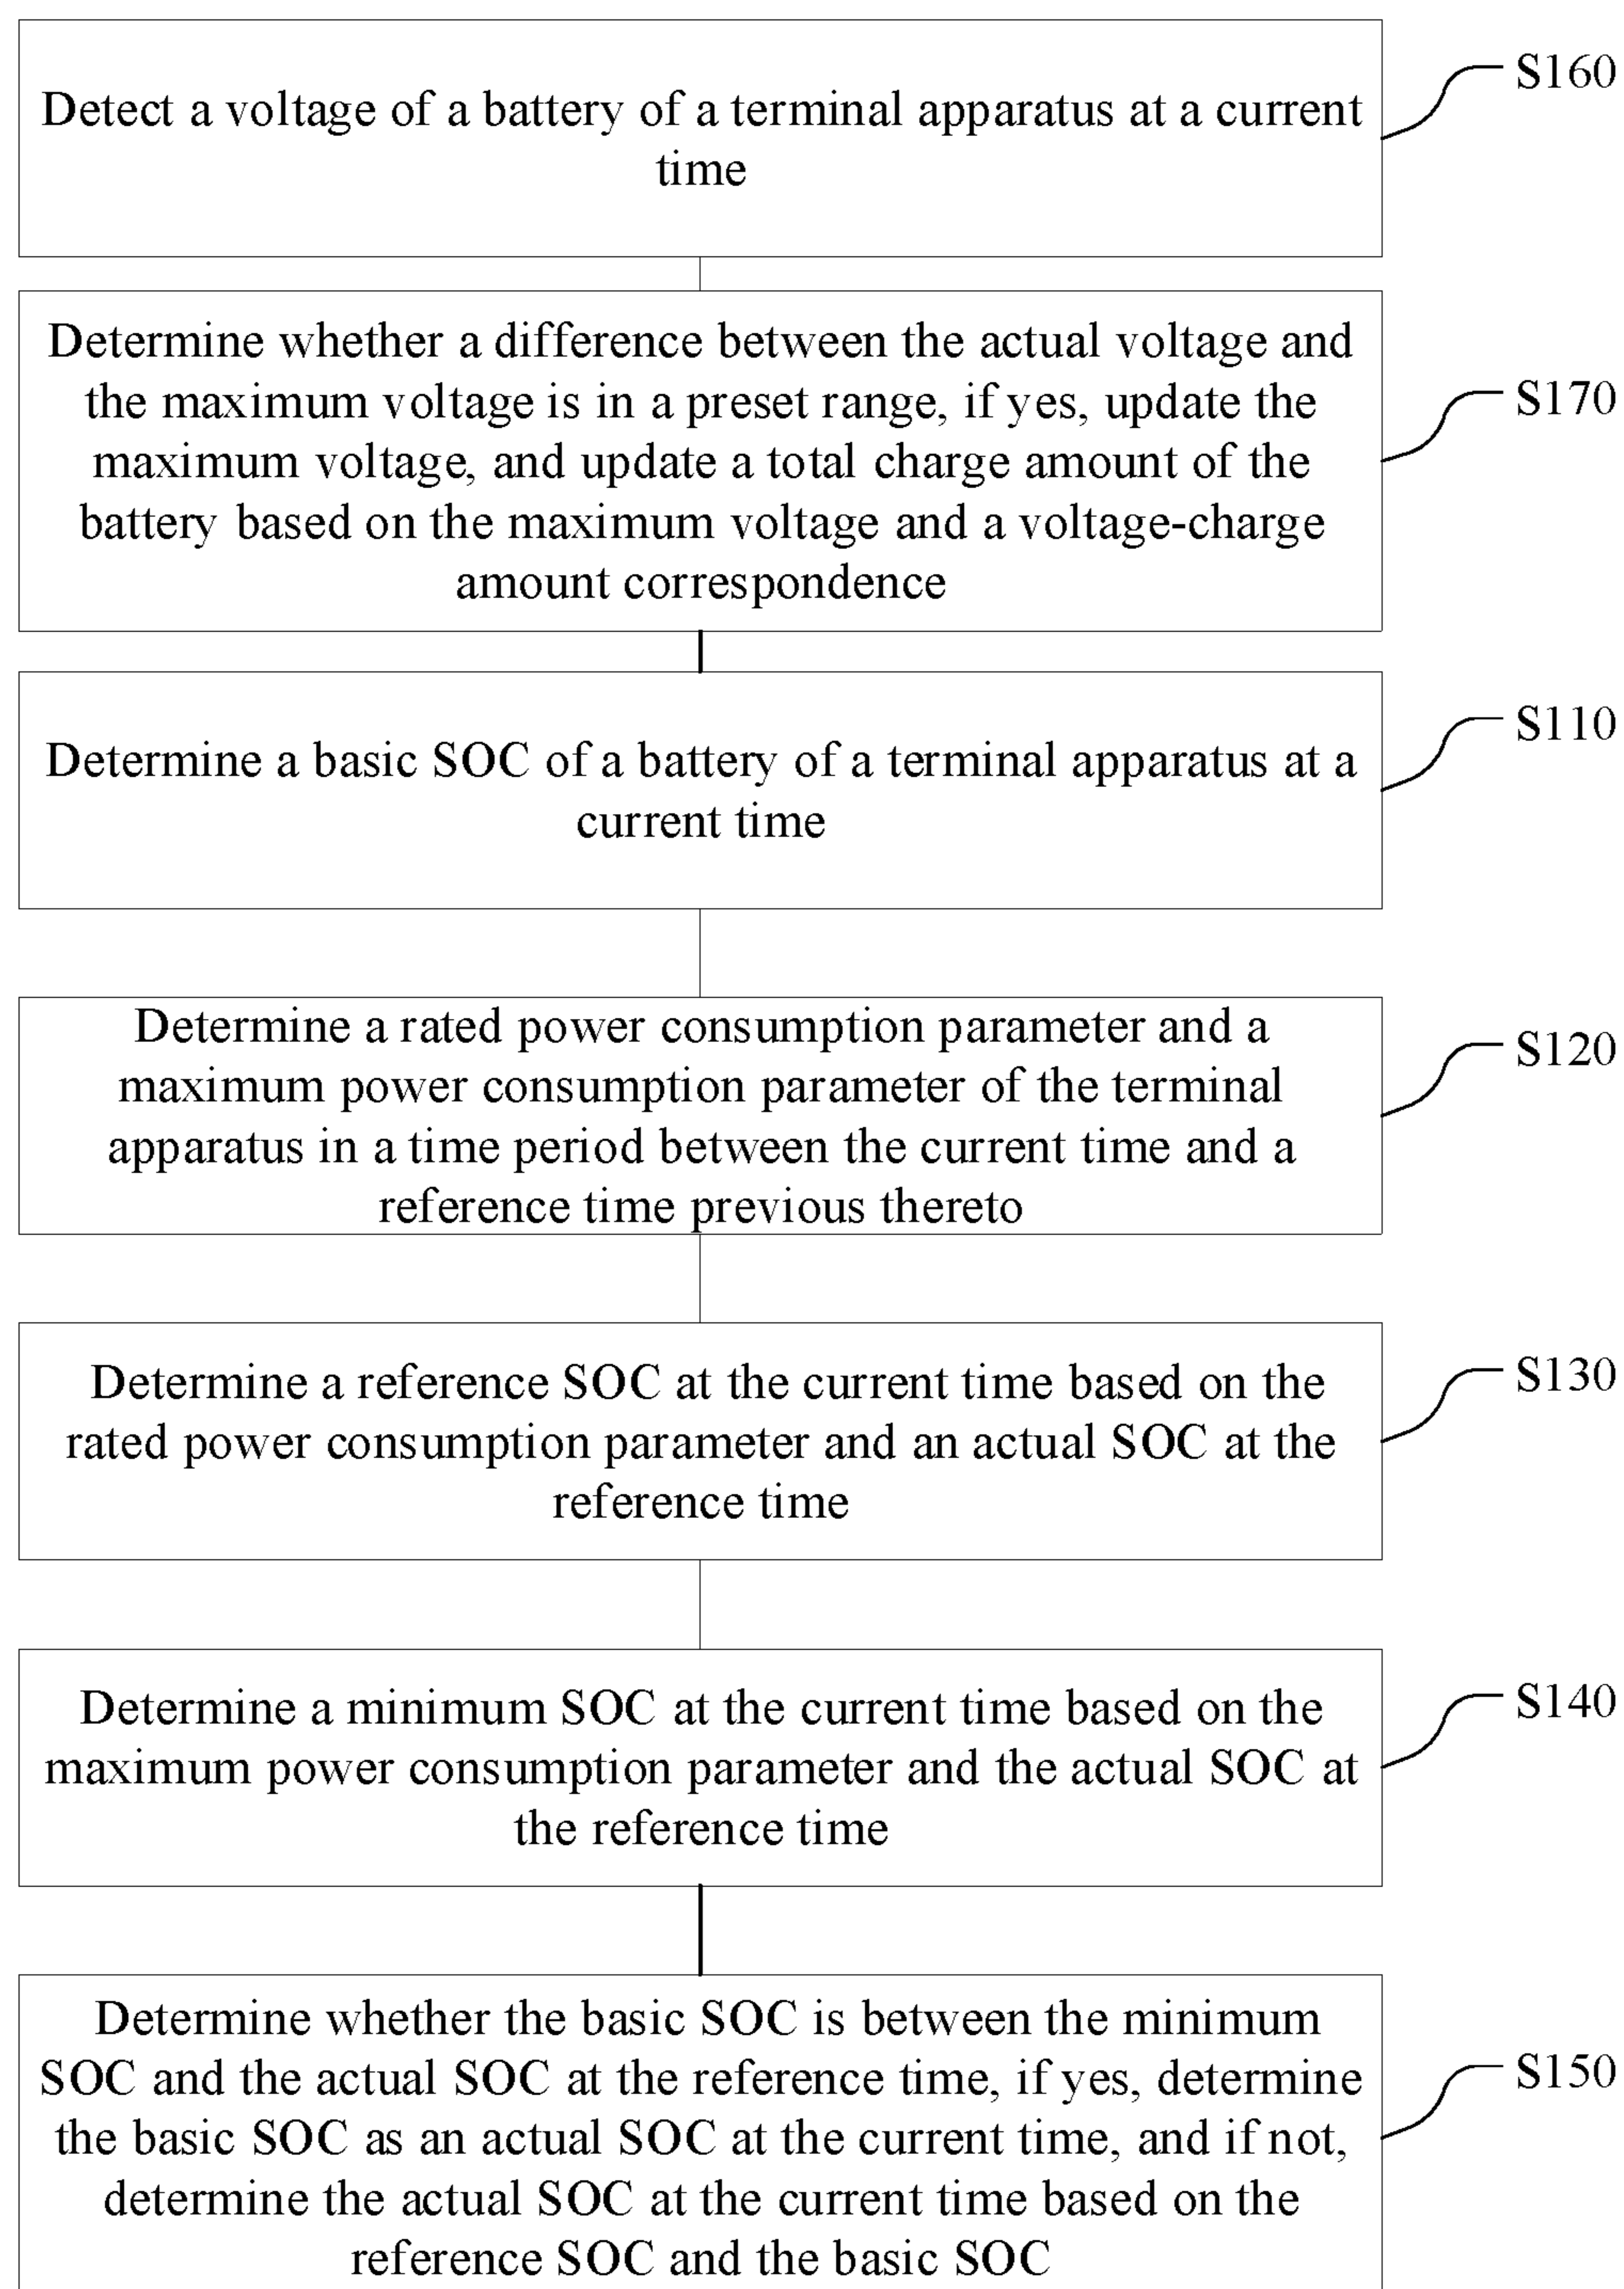 Detect a voltage of a battery of a terminal apparatus at a current
time
S160
Determine whether a difference between the actual voltage and
the maximum voltage is in a preset range, if yes, update the
maximum voltage, and update a total charge amount of the
battery based on the maximum voltage and a voltage-charge
amount correspondence
S170
Determine a basic SOC of a battery of a terminal apparatus at a
current time
S110
Determine a rated power consumption parameter and a
maximum power consumption parameter of the terminal
apparatus in a time period between the current time and a
reference time previous thereto
S120
Determine a reference SOC at the current time based on the
rated power consumption parameter and an actual SOC at the
reference time
S130
Determine a minimum SOC at the current time based on the
maximum power consumption parameter and the actual SOC at
the reference time
S140
Determine whether the basic SOC is between the minimum
SOC and the actual SOC at the reference time, if yes, determine
the basic SOC as an actual SOC at the current time, and if not,
determine the actual SOC at the current time based on the
reference SOC and the basic SOC
S150